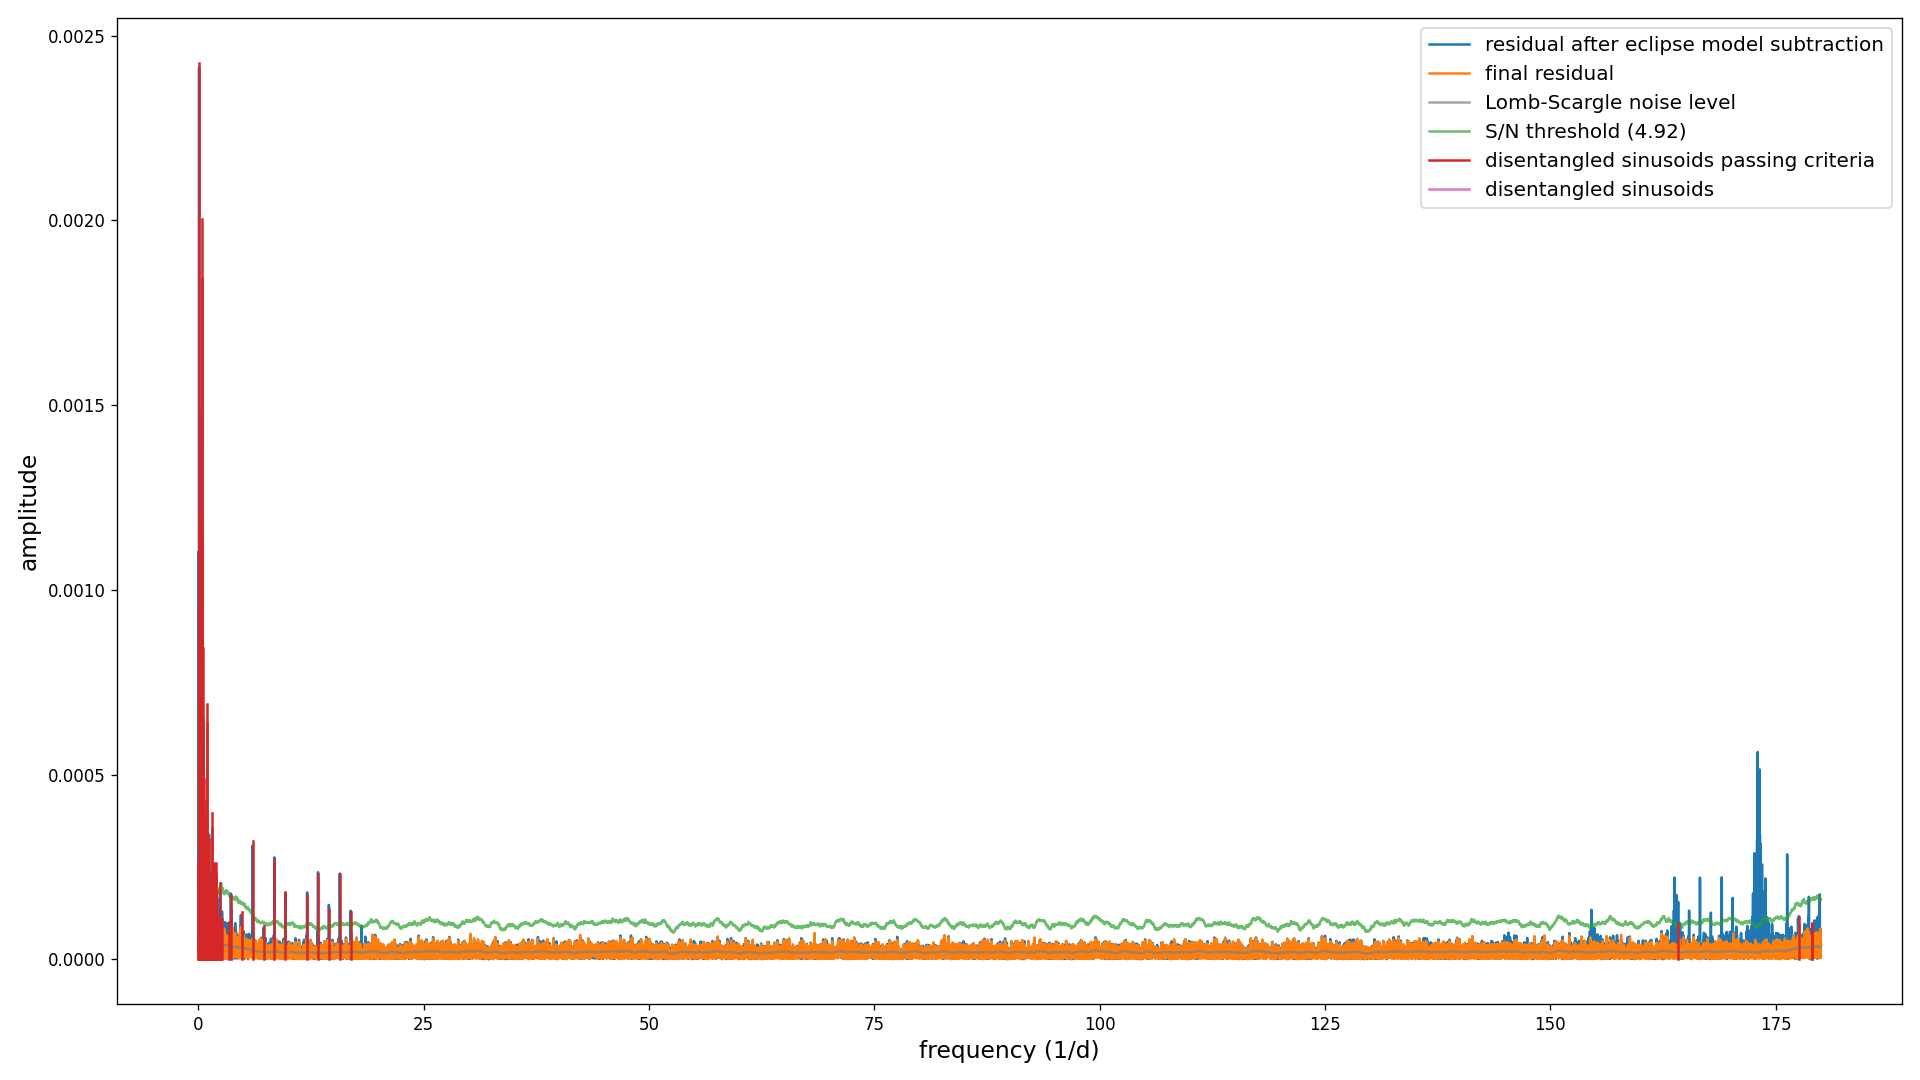 residual after eclipse model subtraction
final residual
Lomb-Scargle noise level
S/N threshold (4.92)
disentangled sinusoids passing criteria
disentangled sinusoids
0.0025
0.0020
0.0015
0.0010
0.0005
0.0000
amplitude
0 25 50 75 100 125 150 175
frequency (1/d)